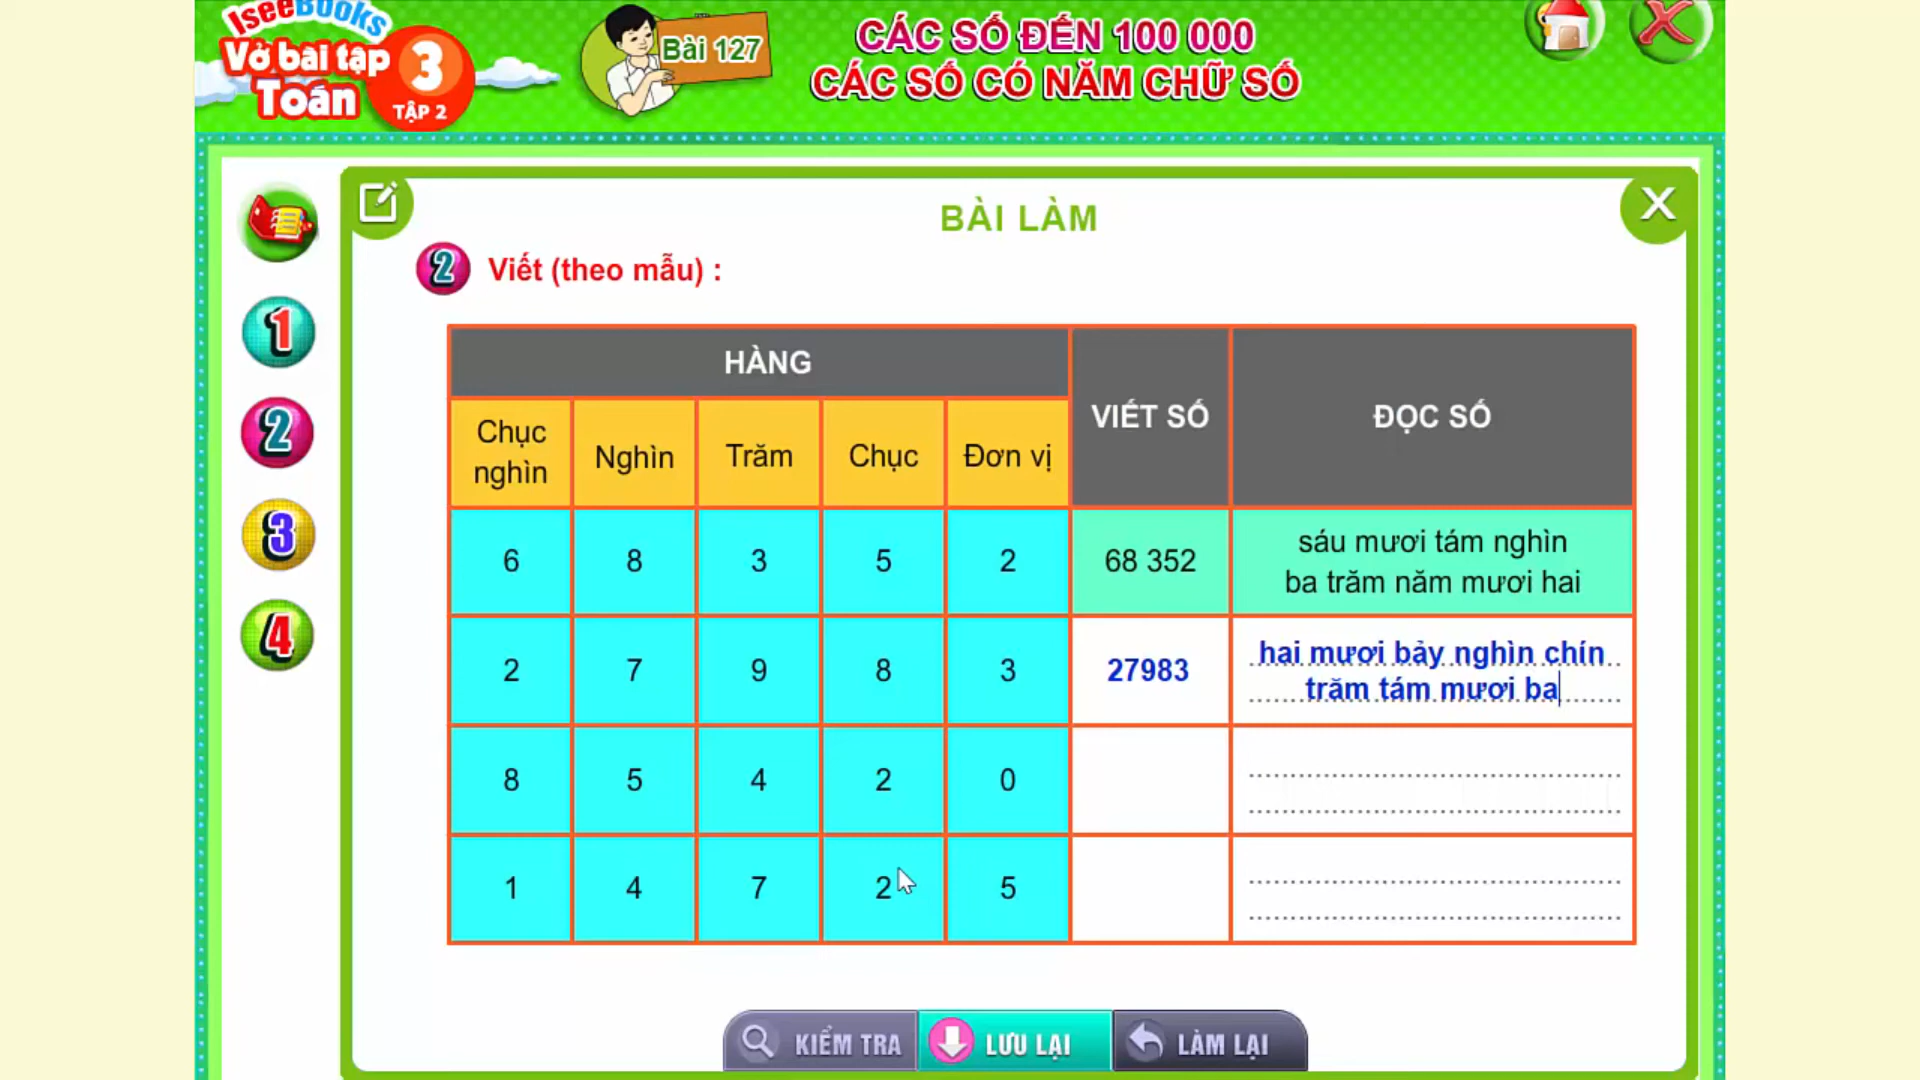 IseeBooks
Vở bài tập
Toán
3
TẬP 2
Bài 127
CÁC SỐ ĐẾN 100 000
CÁC SỐ CÓ NĂM CHỮ SỐ
BÀI LÀM
2 Viết (theo mẫu) :
1
2
3
4
HÀNG
VIẾT SỐ
ĐỌC SỐ
Chục
nghìn
Nghìn
Trăm
Chục
Đơn vị
6 8 3 5 2 68 352
sáu mươi tám nghìn
ba trăm năm mươi hai
2 7 9 8 3 27983
hai mươi bảy nghìn chín
trăm tám mươi ba
8 5 4 2 0
1 4 7 2 5
KIỂM TRA
LƯU LẠI
LÀM LẠI